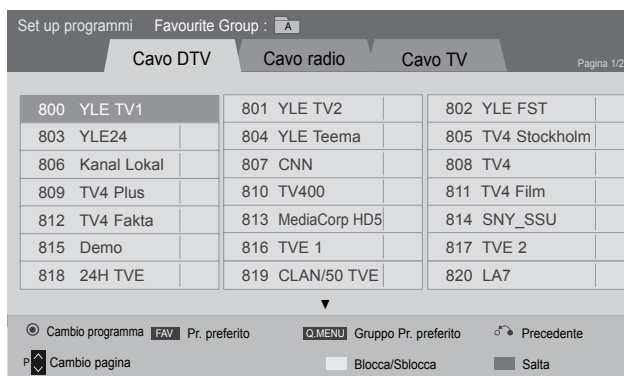 Set up programmi Favourite Group : A
Cavo DTV Cavo radio Cavo TV Pagina 1/2
800 YLE TV1 801 YLE TV2 802 YLE FST
803 YLE24 804 YLE Teema 805 TV4 Stockholm
806 Kanal Lokal 807 CNN 808 TV4
809 TV4 Plus 810 TV400 811 TV4 Film
812 TV4 Fakta 813 MediaCorp HD5 814 SNY_SSU
815 Demo 816 TVE 1 817 TVE 2
818 24H TVE 819 CLAN/50 TVE 820 LA7
Cambio programma FAV Pr. preferito Q.MENU Gruppo Pr. preferito Precedente
P Cambio pagina Blocca/Sblocca Salta